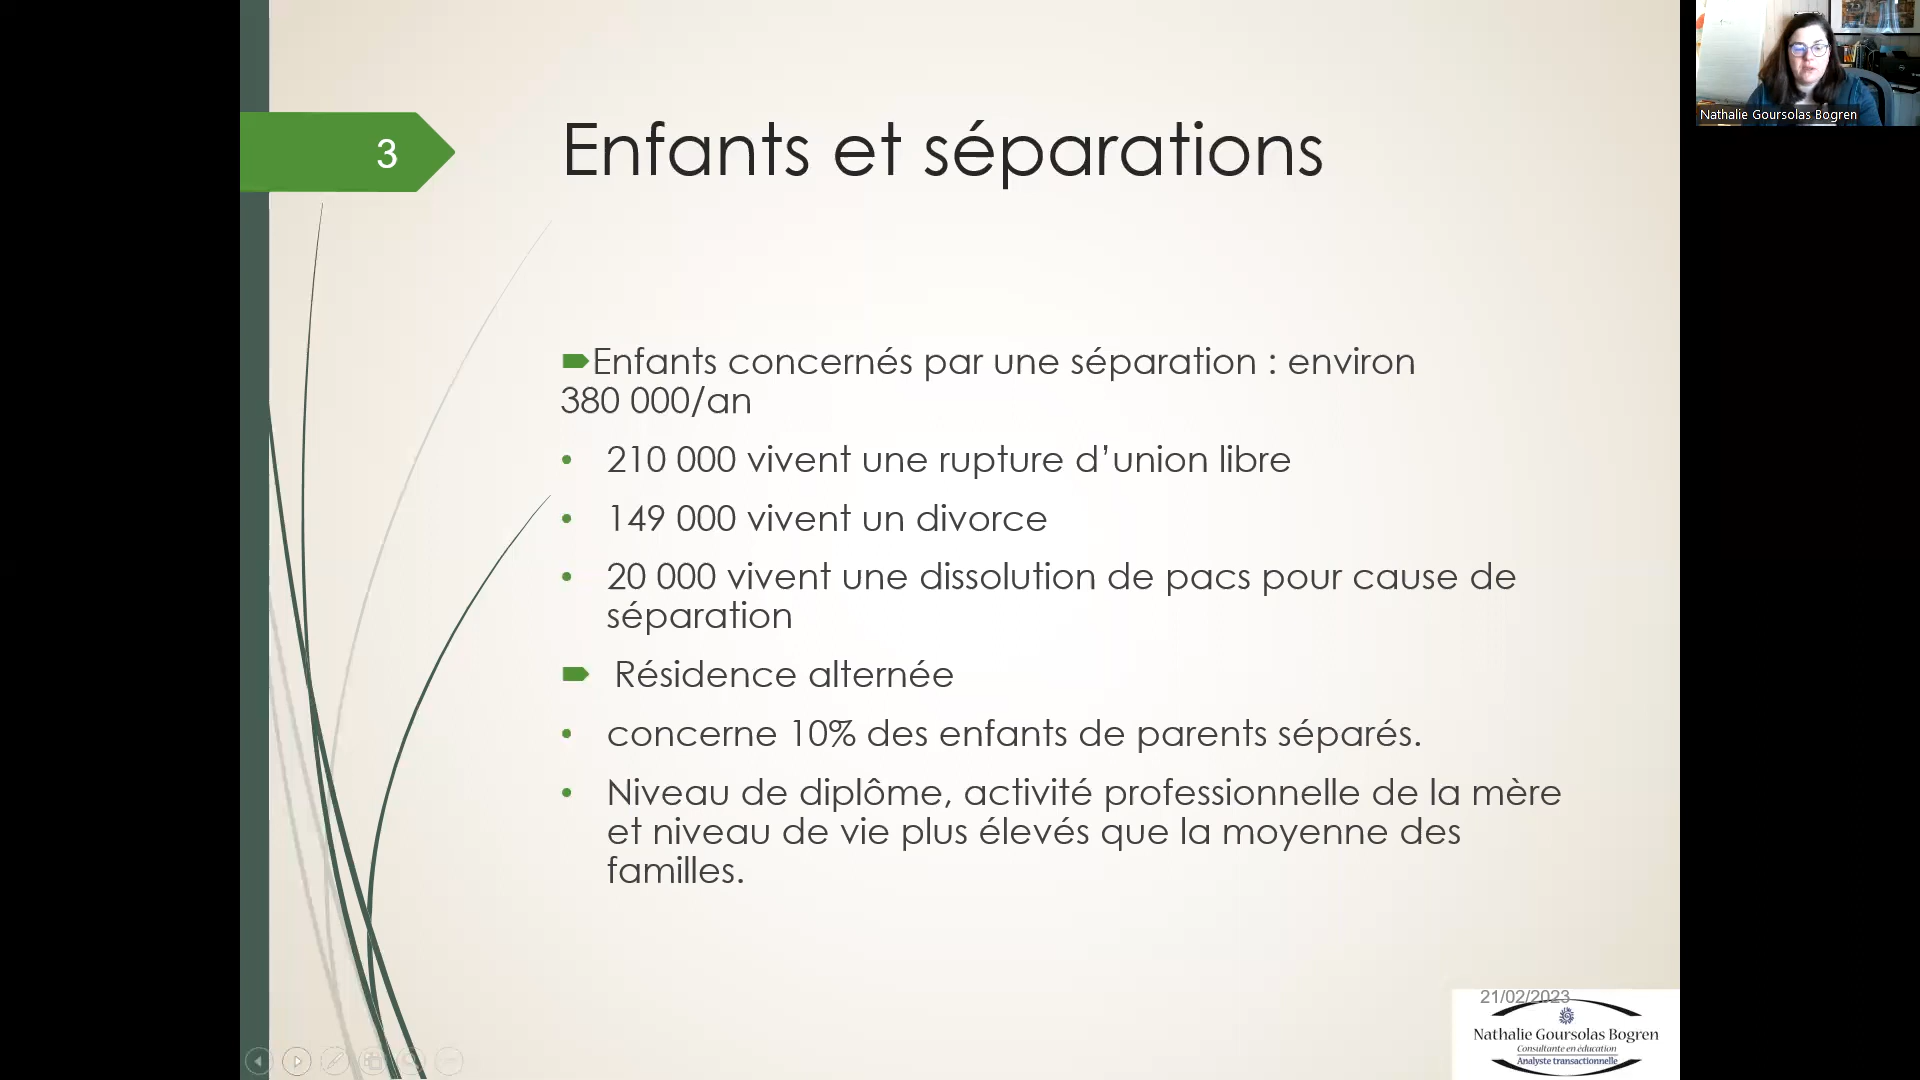 3
Enfants et séparations
Enfants concernés par une séparation : environ
380 000/an
• 210 000 vivent une rupture d’union libre
• 149 000 vivent un divorce
• 20 000 vivent une dissolution de pacs pour cause de
séparation
Résidence alternée
• concerne 10% des enfants de parents séparés.
• Niveau de diplôme, activité professionnelle de la mère
et niveau de vie plus élevés que la moyenne des
familles.
21/02/2023
Nathalie Goursolas Bogren
Consultante en éducation
Analyste transactionnelle
Nathalie Goursolas Bogren